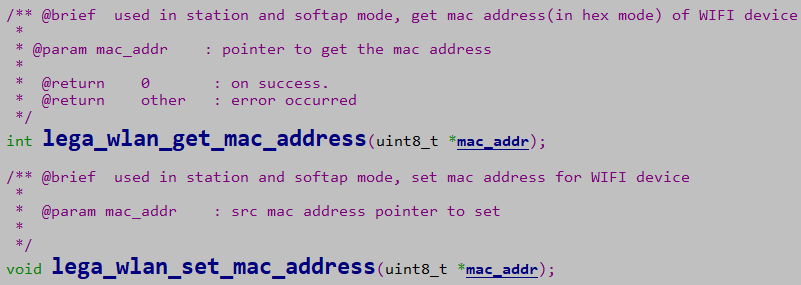 /** @brief  used in station and softap mode, get mac address(in hex mode) of WIFI device
 *
 * @param mac_addr    : pointer to get the mac address
 *
 *  @return    0       : on success.
 *  @return    other   : error occurred
 */
int lega_wlan_get_mac_address(uint8_t *mac_addr);
/** @brief  used in station and softap mode, set mac address for WIFI device
 *
 *  @param mac_addr    : src mac address pointer to set
 *
 */
void lega_wlan_set_mac_address(uint8_t *mac_addr);